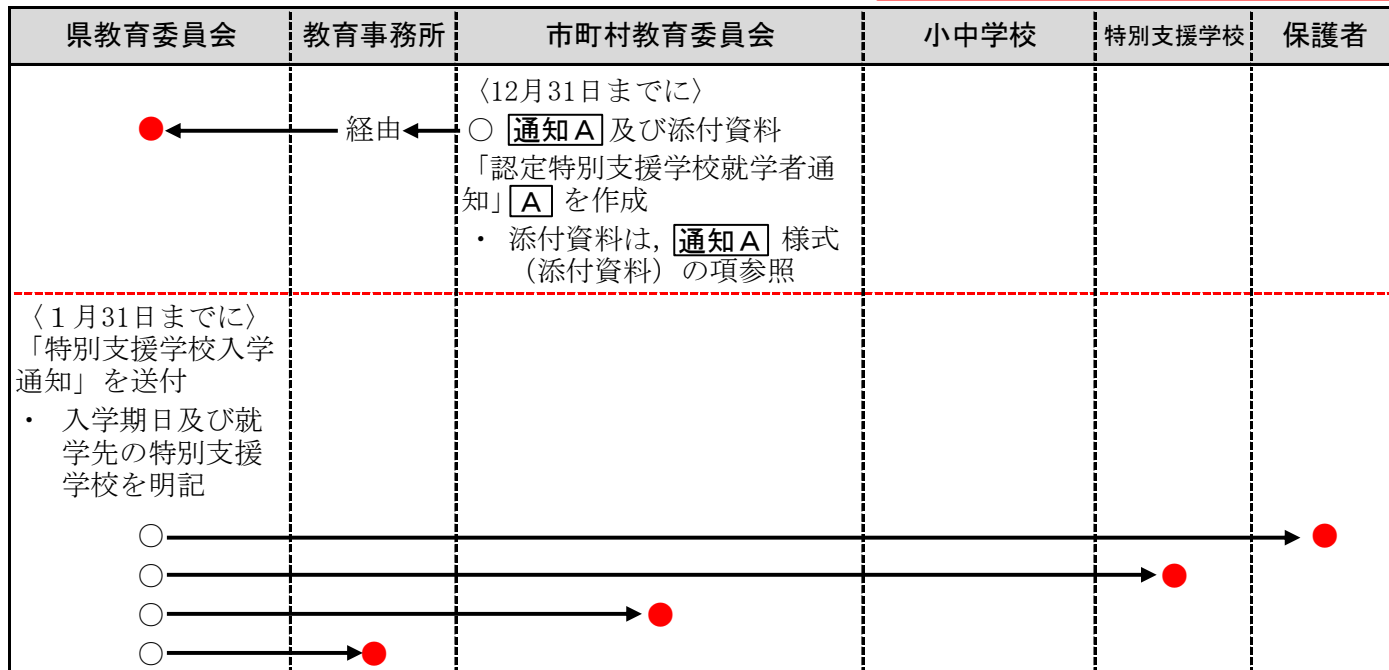 県教育委員会 教育事務所 市町村教育委員会 小中学校 特別支援学校 保護者
〈12月31日までに〉
経由 ○ 通知A 及び添付資料
「認定特別支援学校就学者通
知」 A を作成
・ 添付資料は, 通知A 様式
（添付資料）の項参照
〈1月31日までに〉
「特別支援学校入学
通知」を送付
・ 入学期日及び就
学先の特別支援
学校を明記